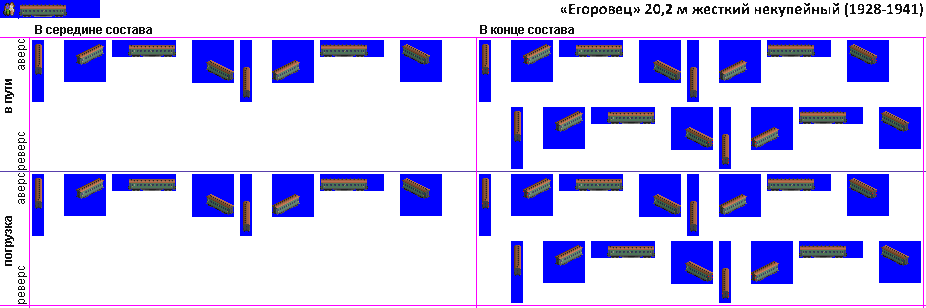 «Егоровец» 20,2 м жесткий некупейный (1928-1941)
В середине состава
В конце состава
в пути
аверс
реверс
погрузка
аверс
реверс